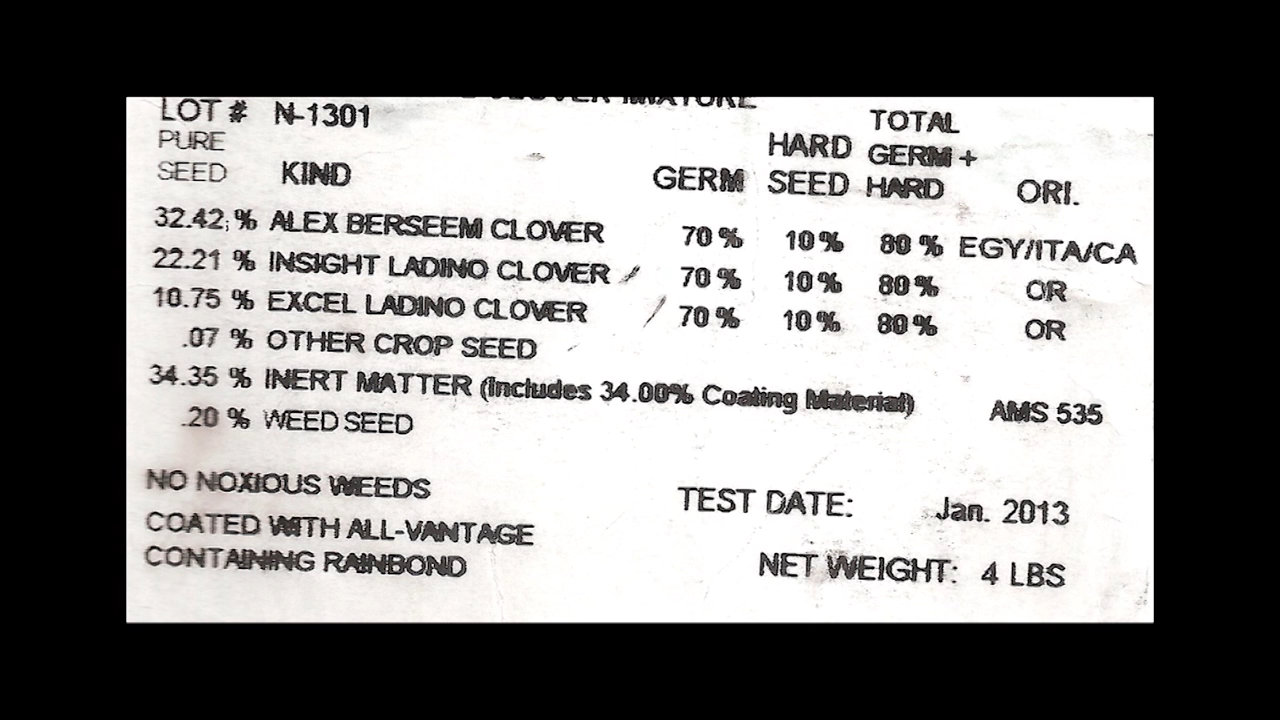 CLOVER MIXTURE
LOT # N-1301
PURE SEED KIND GERM HARD SEED TOTAL GERM + HARD ORI.
32.42 % ALEX BERSEEM CLOVER 70 % 10 % 80 % EGY/ITA/CA
22.21 % INSIGHT LADINO CLOVER 70 % 10 % 80 % OR
10.75 % EXCEL LADINO CLOVER 70 % 10 % 80 % OR
.07 % OTHER CROP SEED
34.35 % INERT MATTER (Includes 34.00% Coating Material) AMS 535
.20 % WEED SEED
NO NOXIOUS WEEDS
TEST DATE: Jan. 2013
COATED WITH ALL-VANTAGE
CONTAINING RAINBOND
NET WEIGHT: 4 LBS